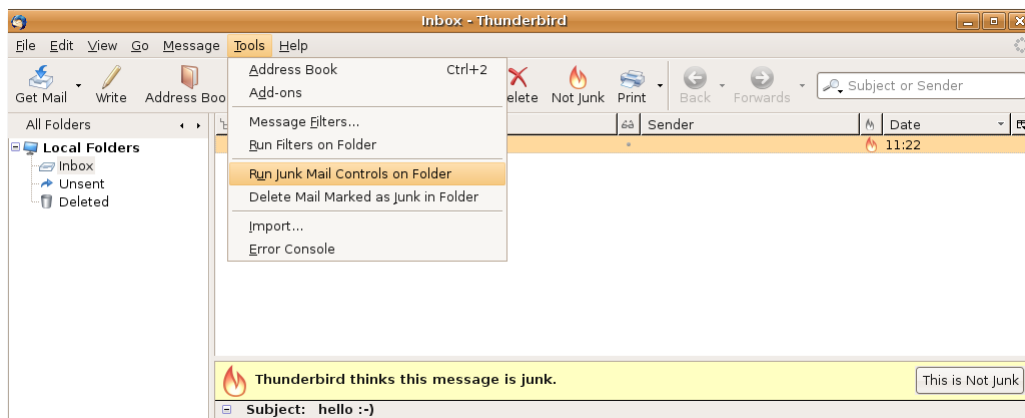 Inbox - Thunderbird
File Edit View Go Message Tools Help
Get Mail Write Address Boo elete Not Junk Print Back Forwards Subject or Sender
Address Book Ctrl+2
Add-ons
Message Filters...
Run Filters on Folder
Run Junk Mail Controls on Folder
Delete Mail Marked as Junk in Folder
Import...
Error Console
All Folders Sender Date
Local Folders 11:22
Inbox
Unsent
Deleted
Thunderbird thinks this message is junk. This is Not Junk
Subject: hello :-)